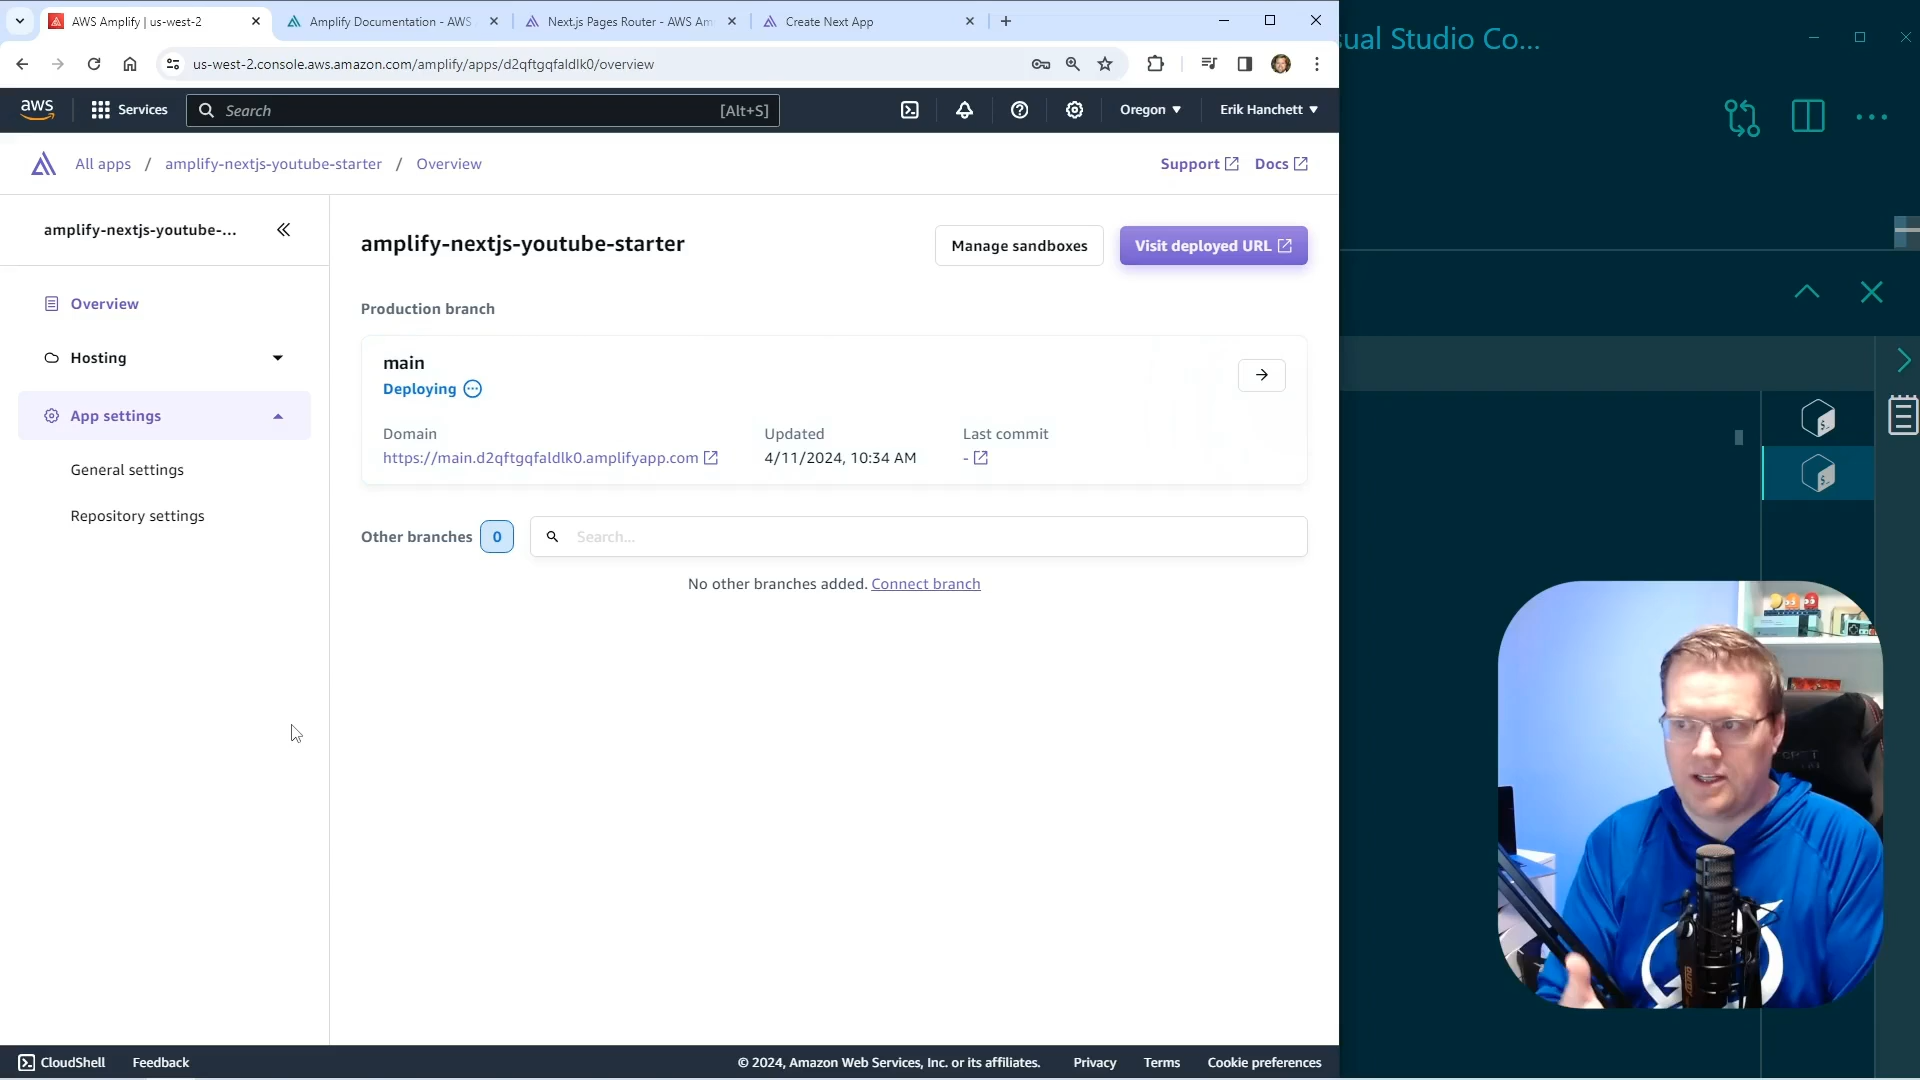 AWS Amplify | us-west-2
Amplify Documentation - AWS
Next.js Pages Router - AWS Am
Create Next App
us-west-2.console.aws.amazon.com/amplify/apps/d2qftgqfaldlk0/overview
sual Studio Co...
aws
Services
Search
[Alt+S]
Oregon
Erik Hanchett
All apps / amplify-nextjs-youtube-starter / Overview
Support
Docs
amplify-nextjs-youtube-...
Overview
Hosting
App settings
General settings
Repository settings
amplify-nextjs-youtube-starter
Manage sandboxes
Visit deployed URL
Production branch
main
Deploying
Domain
https://main.d2qftgqfaldlk0.amplifyapp.com
Updated
4/11/2024, 10:34 AM
Last commit
-
Other branches 0
Search...
No other branches added. Connect branch
CloudShell
Feedback
© 2024, Amazon Web Services, Inc. or its affiliates.
Privacy
Terms
Cookie preferences